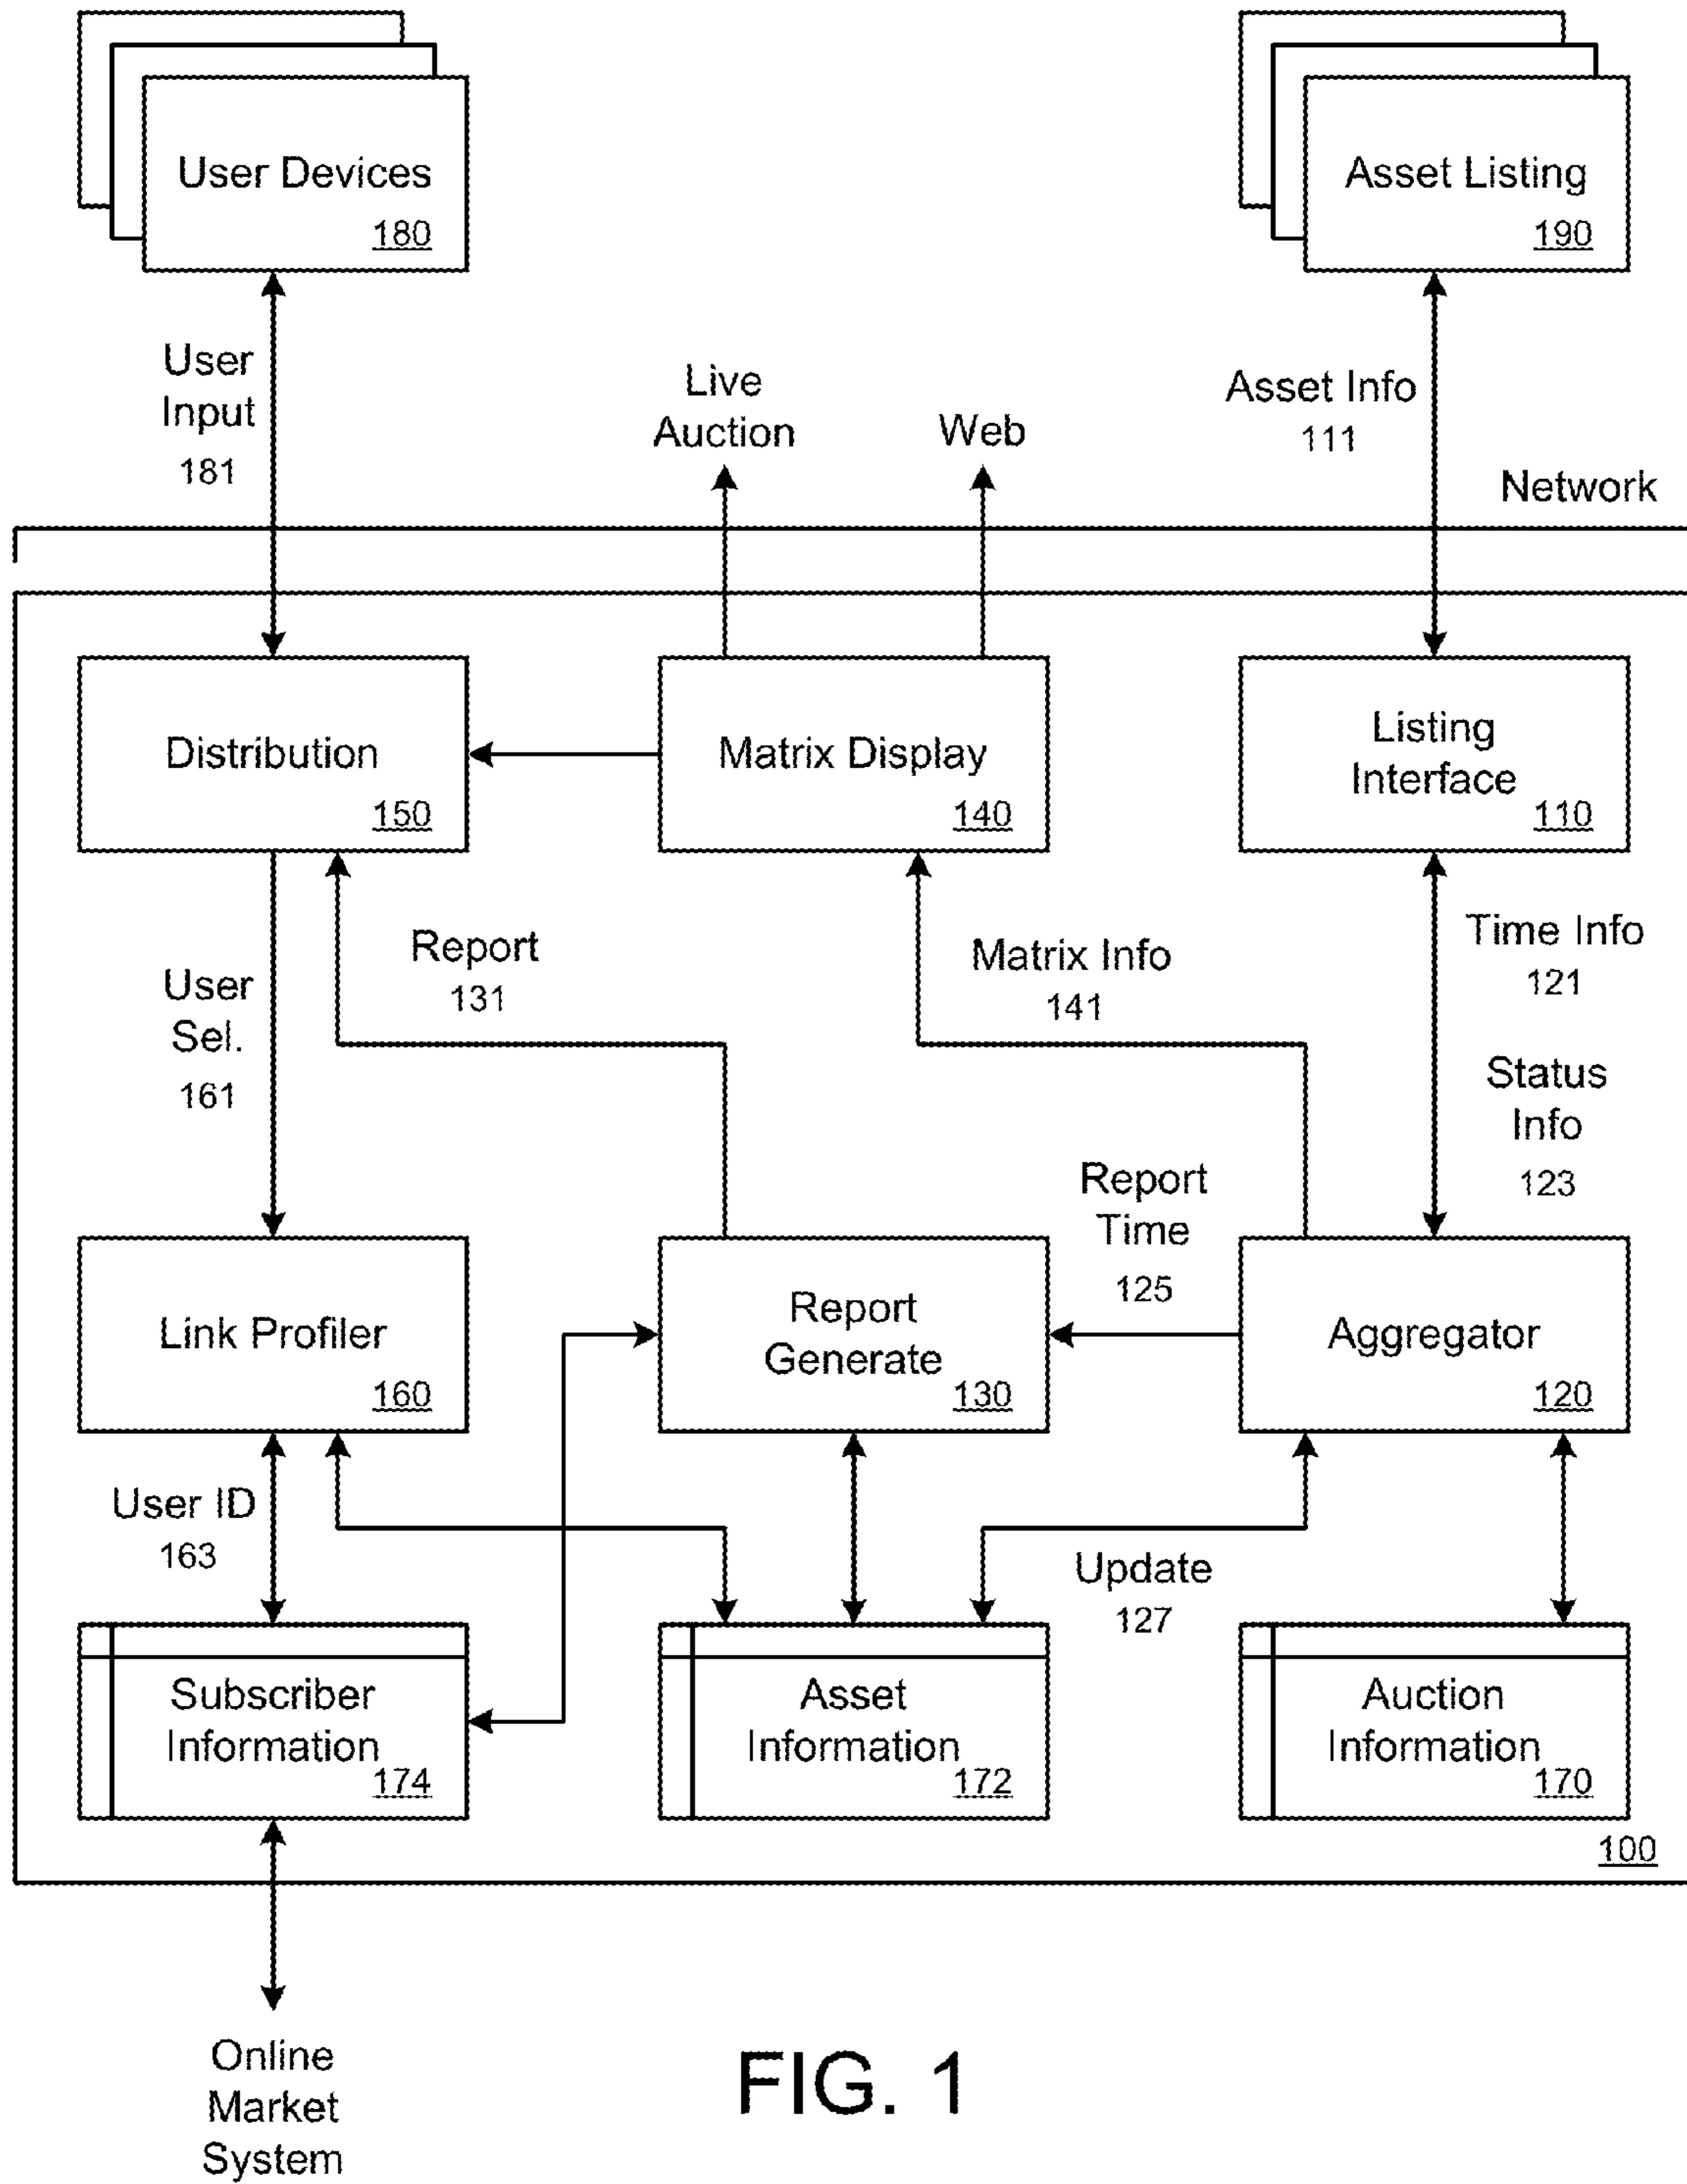 User Devices
180
Asset Listing
190
User
Input
181
Live
Auction
Web
Asset Info
111
Network
Distribution
150
Matrix Display
140
Listing
Interface
110
User
Sel.
161
Report
131
Matrix Info
141
Time Info
121
Status
Info
123
Report
Time
125
Link Profiler
160
Report
Generate
130
Aggregator
120
User ID
163
Update
127
Subscriber
Information
174
Asset
Information
172
Auction
Information
170
100
Online
Market
System
FIG. 1